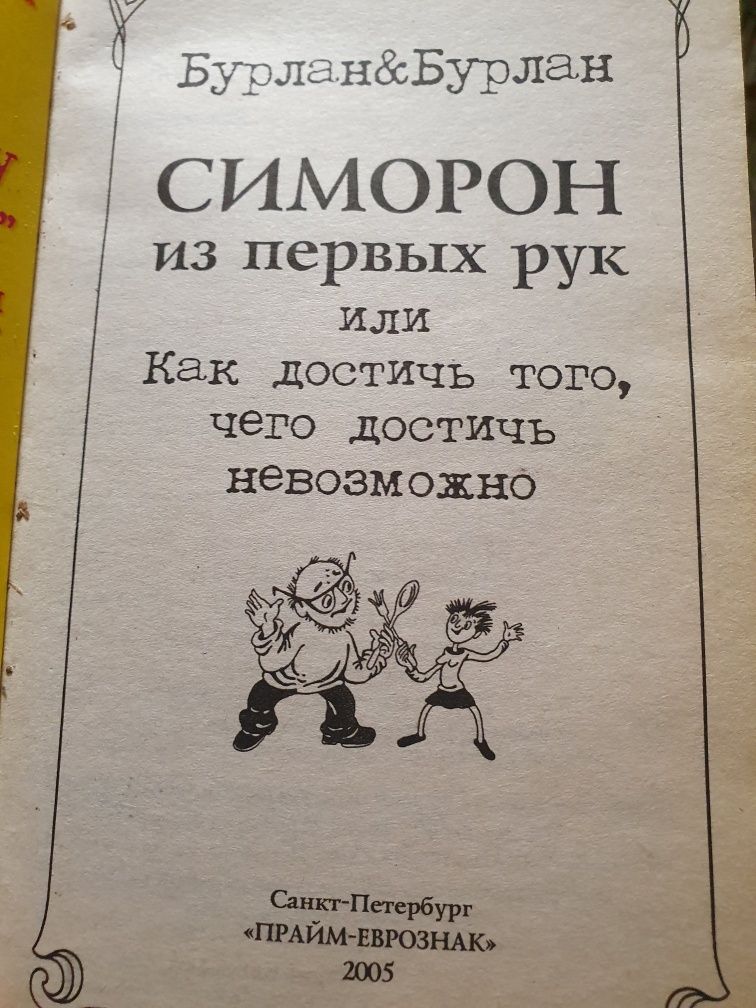 Бурлан&Бурлан
СИМОРОН
из первых рук
или
Как достичь того,
чего достичь
невозможно
Санкт-Петербург
«ПРАЙМ-ЕВРОЗНАК»
2005